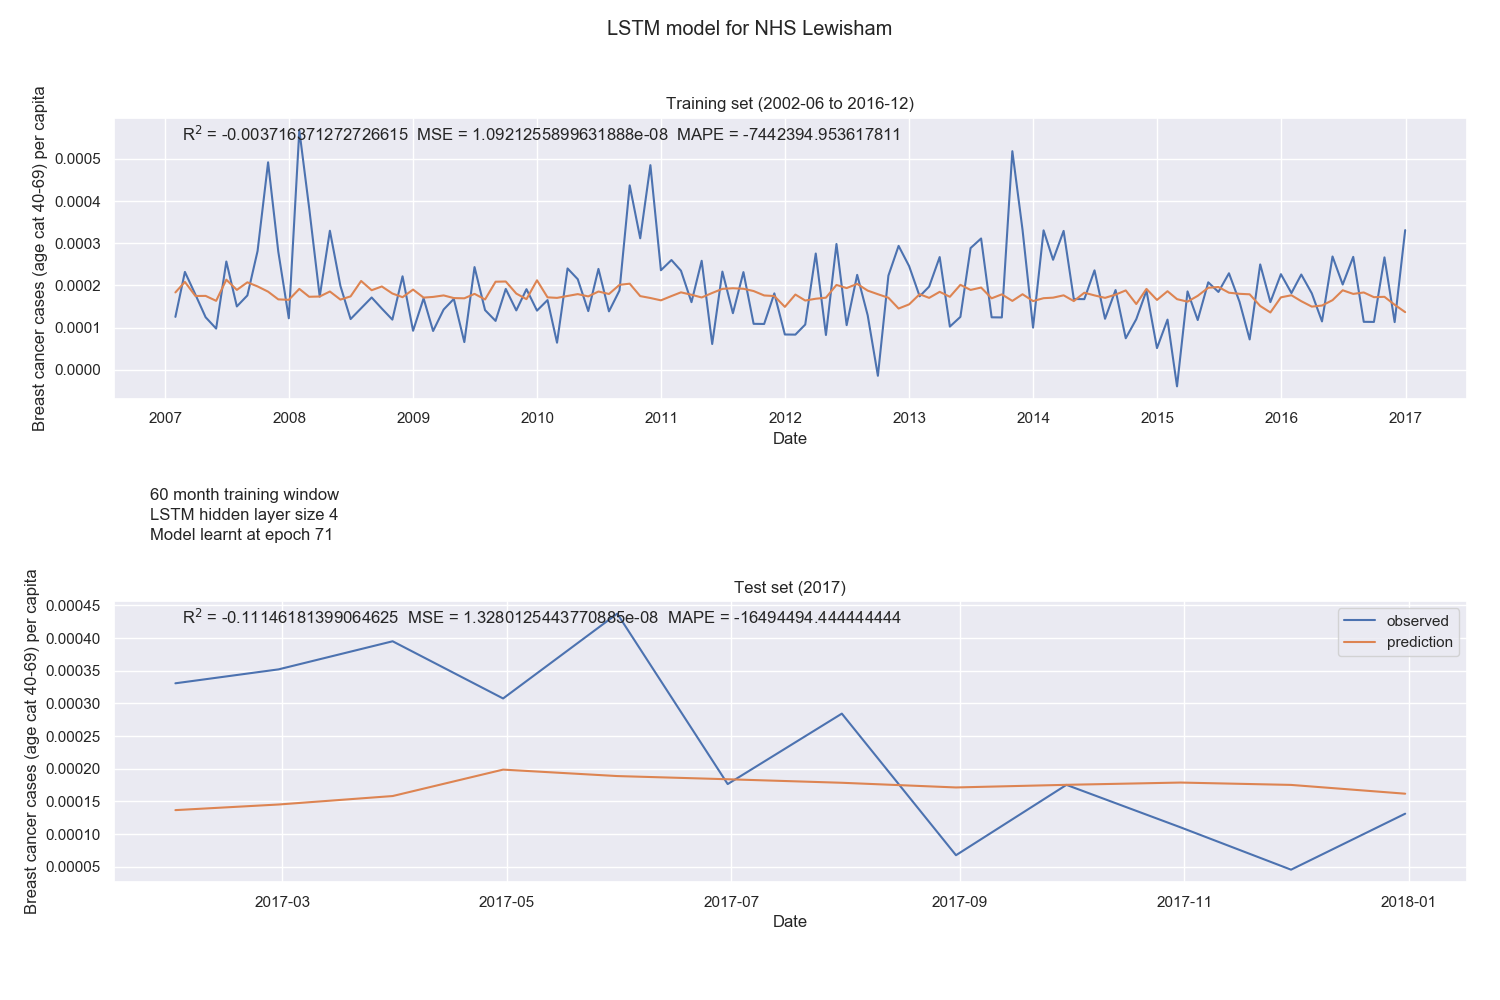 LSTM model for NHS Lewisham
Training set (2002-06 to 2016-12)
R² = -0.003716371272726615 MSE = 1.0921255899631888e-08 MAPE = -7442394.953617811
Breast cancer cases (age cat 40-69) per capita
0.0005
0.0004
0.0003
0.0002
0.0001
0.0000
2007 2008 2009 2010 2011 2012 2013 2014 2015 2016 2017
Date
60 month training window
LSTM hidden layer size 4
Model learnt at epoch 71
Test set (2017)
R² = -0.11146181399064625 MSE = 1.3280125443770885e-08 MAPE = -16494494.444444444
observed
prediction
Breast cancer cases (age cat 40-69) per capita
0.00045
0.00040
0.00035
0.00030
0.00025
0.00020
0.00015
0.00010
0.00005
2017-03 2017-05 2017-07 2017-09 2017-11 2018-01
Date